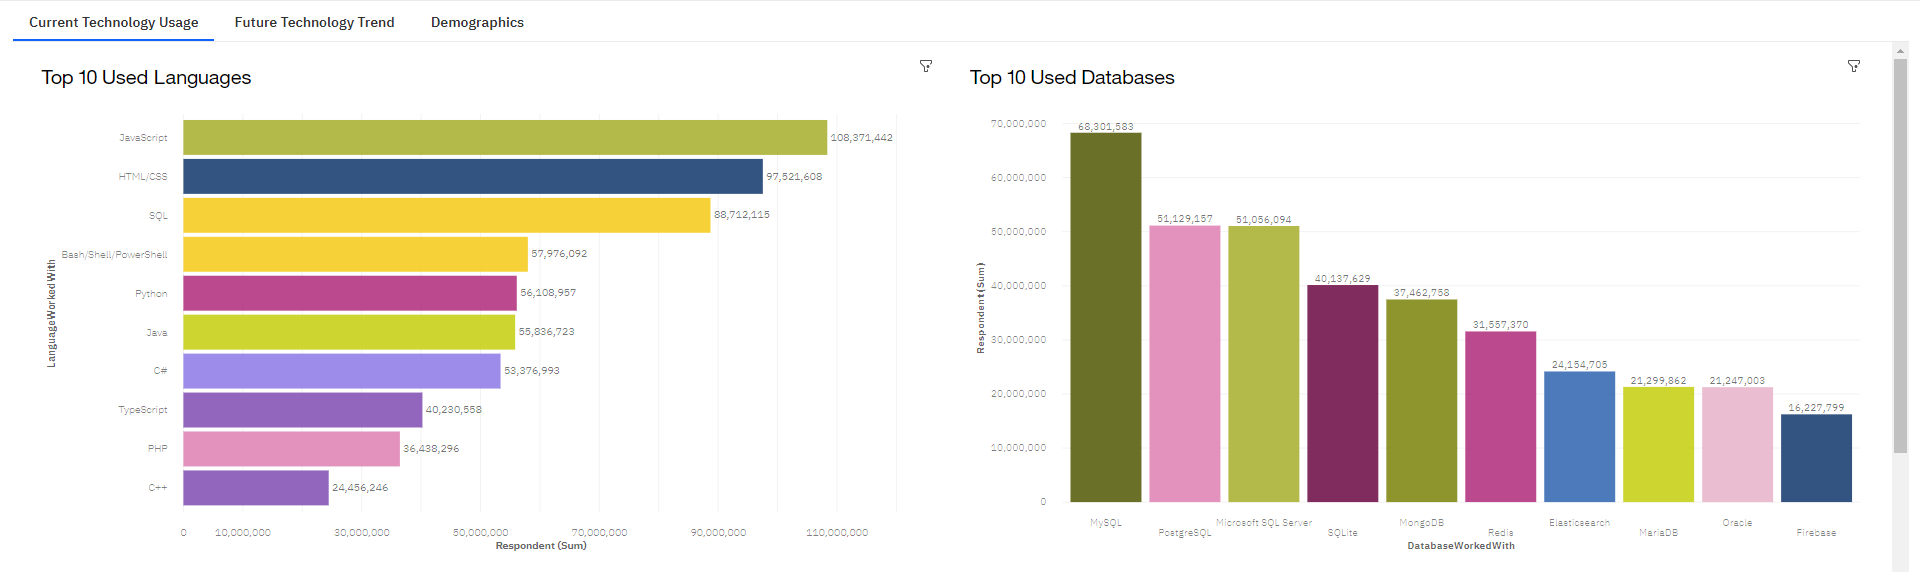 Current Technology Usage Future Technology Trend Demographics
Top 10 Used Languages
LanguageWorkedWith
JavaScript 108,371,442
HTML/CSS 97,521,608
SQL 88,712,115
Bash/Shell/PowerShell 57,976,092
Python 56,108,957
Java 55,836,723
C# 53,376,993
TypeScript 40,230,558
PHP 36,438,296
C++ 24,456,246
0 10,000,000 30,000,000 50,000,000 70,000,000 90,000,000 110,000,000
Respondent (Sum)
Top 10 Used Databases
Respondent (Sum)
70,000,000
60,000,000
50,000,000
40,000,000
30,000,000
20,000,000
10,000,000
0
68,301,583
51,129,157
51,056,094
40,137,629
37,462,758
31,557,370
24,154,705
21,299,862
21,247,003
16,227,799
MySQL PostgreSQL Microsoft SQL Server SQLite MongoDB Redis Elasticsearch MariaDB Oracle Firebase
DatabaseWorkedWith